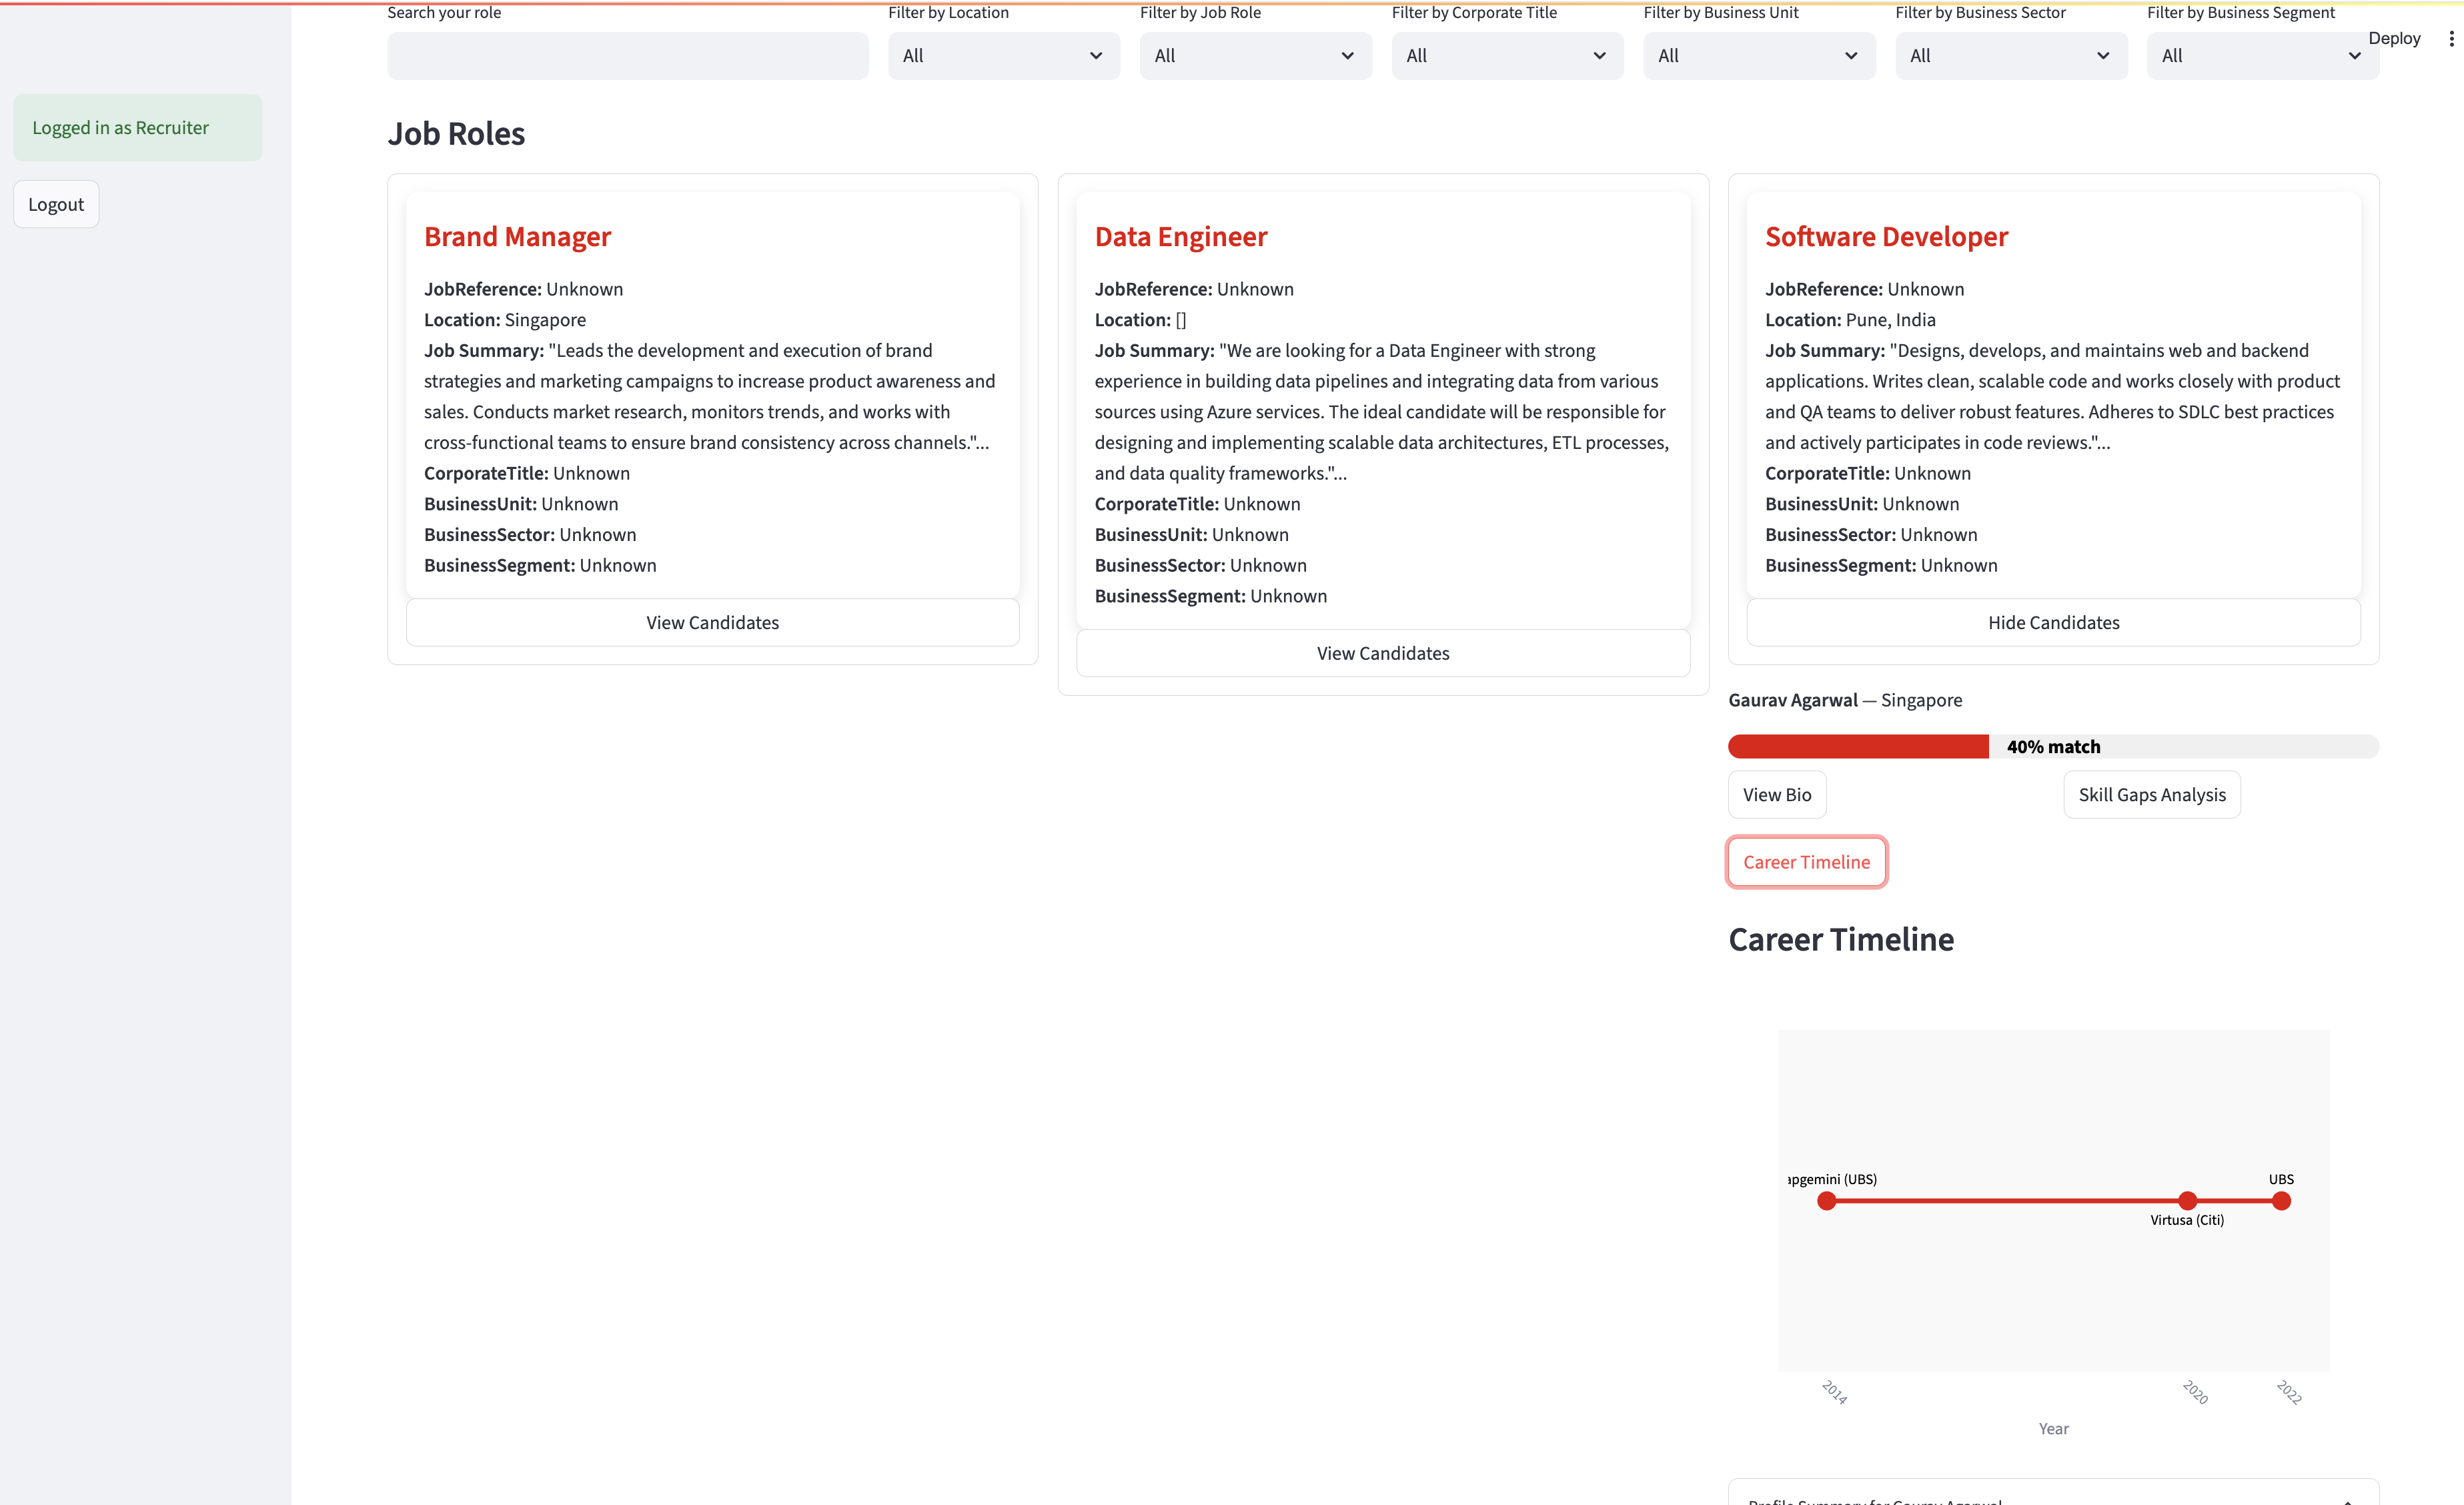 Search your role
Filter by Location
Filter by Job Role
Filter by Corporate Title
Filter by Business Unit
Filter by Business Sector
Filter by Business Segment
All
All
All
All
All
All
Deploy
Logged in as Recruiter
Logout
Job Roles
Brand Manager
JobReference: Unknown
Location: Singapore
Job Summary: "Leads the development and execution of brand
strategies and marketing campaigns to increase product awareness and
sales. Conducts market research, monitors trends, and works with
cross-functional teams to ensure brand consistency across channels."...
CorporateTitle: Unknown
BusinessUnit: Unknown
BusinessSector: Unknown
BusinessSegment: Unknown
View Candidates
Data Engineer
JobReference: Unknown
Location: []
Job Summary: "We are looking for a Data Engineer with strong
experience in building data pipelines and integrating data from various
sources using Azure services. The ideal candidate will be responsible for
designing and implementing scalable data architectures, ETL processes,
and data quality frameworks."...
CorporateTitle: Unknown
BusinessUnit: Unknown
BusinessSector: Unknown
BusinessSegment: Unknown
View Candidates
Software Developer
JobReference: Unknown
Location: Pune, India
Job Summary: "Designs, develops, and maintains web and backend
applications. Writes clean, scalable code and works closely with product
and QA teams to deliver robust features. Adheres to SDLC best practices
and actively participates in code reviews."...
CorporateTitle: Unknown
BusinessUnit: Unknown
BusinessSector: Unknown
BusinessSegment: Unknown
Hide Candidates
Gaurav Agarwal — Singapore
40% match
View Bio
Skill Gaps Analysis
Career Timeline
Career Timeline
apgemini (UBS)
UBS
Virtusa (Citi)
2014
2020
2022
Year
Profile Summary for Gaurav Agarwal